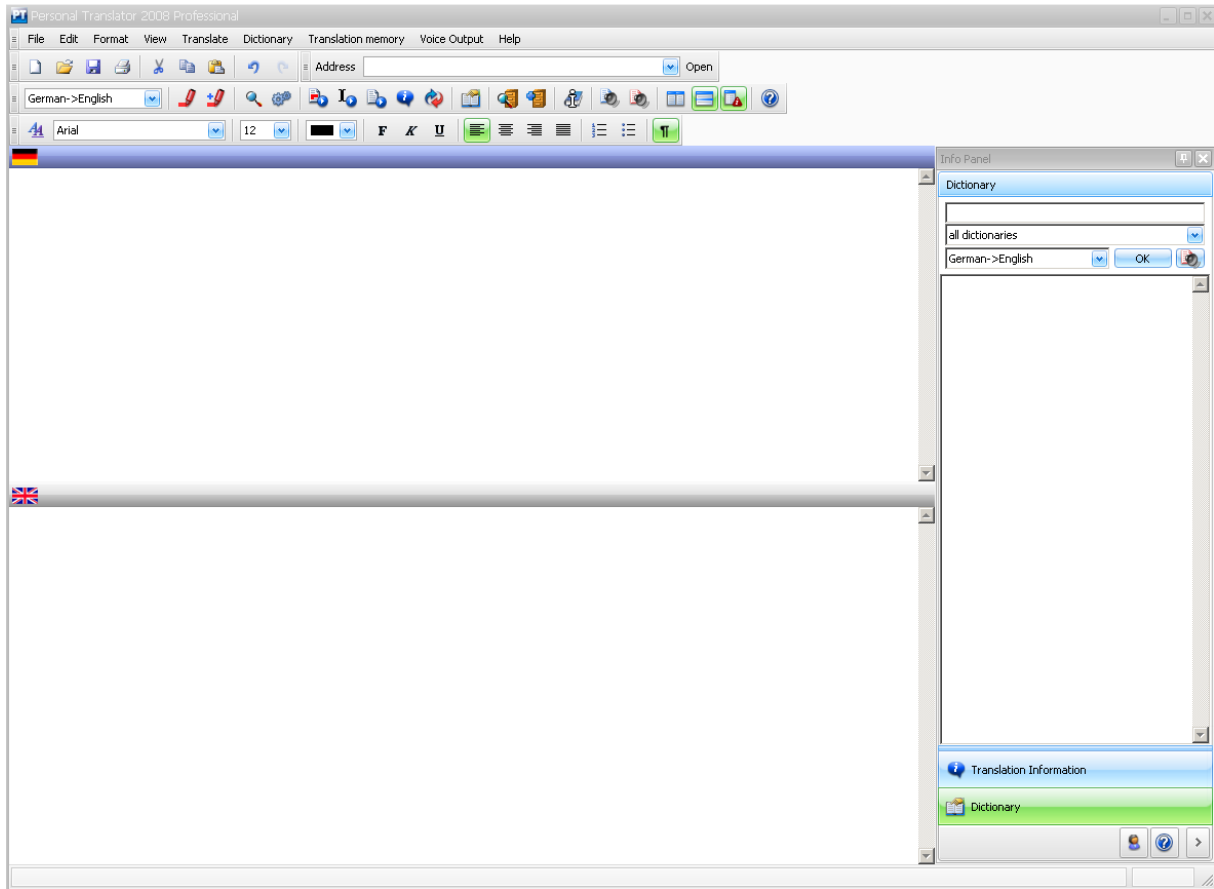 PT Personal Translator 2008 Professional
File Edit Format View Translate Dictionary Translation memory Voice Output Help
Address Open
German->English
Arial 12 F K U ¶
Info Panel
Dictionary
all dictionaries
German->English OK
Translation Information
Dictionary